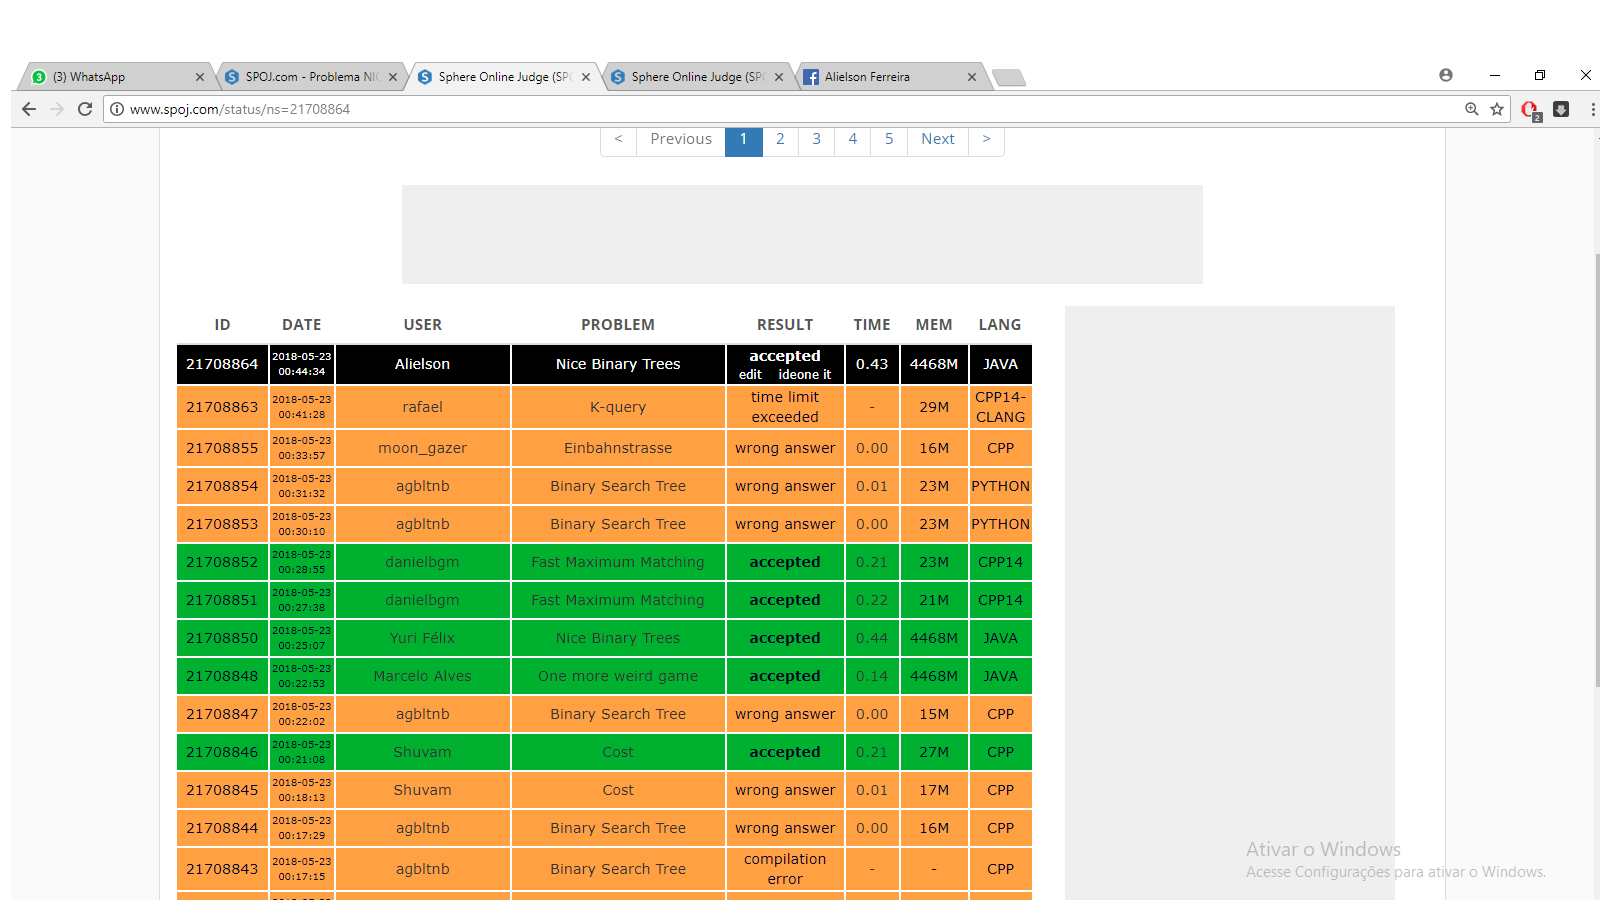 (3) WhatsApp
SPOJ.com - Problema NI
Sphere Online Judge (SPO
Sphere Online Judge (SPO
Alielson Ferreira
www.spoj.com/status/ns=21708864
2
< Previous 1 2 3 4 5 Next >
ID DATE USER PROBLEM RESULT TIME MEM LANG
21708864 2018-05-23 00:44:34 Alielson Nice Binary Trees accepted edit ideone it 0.43 4468M JAVA
21708863 2018-05-23 00:41:28 rafael K-query time limit exceeded - 29M CPP14-CLANG
21708855 2018-05-23 00:33:57 moon_gazer Einbahnstrasse wrong answer 0.00 16M CPP
21708854 2018-05-23 00:31:32 agbltnb Binary Search Tree wrong answer 0.01 23M PYTHON
21708853 2018-05-23 00:30:10 agbltnb Binary Search Tree wrong answer 0.00 23M PYTHON
21708852 2018-05-23 00:28:55 danielbgm Fast Maximum Matching accepted 0.21 23M CPP14
21708851 2018-05-23 00:27:38 danielbgm Fast Maximum Matching accepted 0.22 21M CPP14
21708850 2018-05-23 00:25:07 Yuri Félix Nice Binary Trees accepted 0.44 4468M JAVA
21708848 2018-05-23 00:22:53 Marcelo Alves One more weird game accepted 0.14 4468M JAVA
21708847 2018-05-23 00:22:02 agbltnb Binary Search Tree wrong answer 0.00 15M CPP
21708846 2018-05-23 00:21:08 Shuvam Cost accepted 0.21 27M CPP
21708845 2018-05-23 00:18:13 Shuvam Cost wrong answer 0.01 17M CPP
21708844 2018-05-23 00:17:29 agbltnb Binary Search Tree wrong answer 0.00 16M CPP
21708843 2018-05-23 00:17:15 agbltnb Binary Search Tree compilation error - - CPP
Ativar o Windows
Acesse Configurações para ativar o Windows.